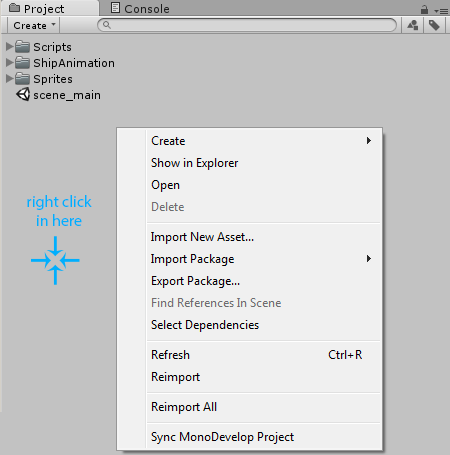 Project
Console
Create
Scripts
ShipAnimation
Sprites
scene_main
right click
in here
Create
Show in Explorer
Open
Delete
Import New Asset...
Import Package
Export Package...
Find References In Scene
Select Dependencies
Refresh Ctrl+R
Reimport
Reimport All
Sync MonoDevelop Project